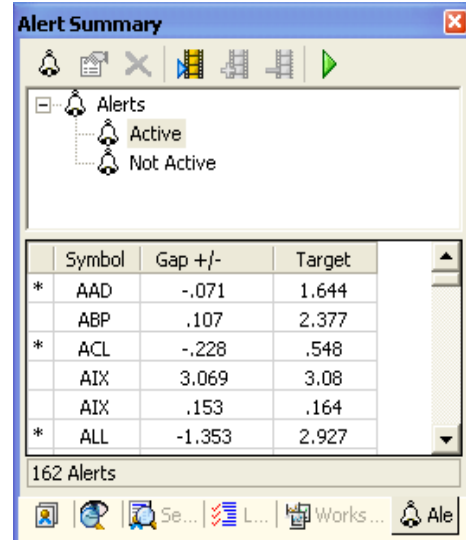 Alert Summary
Alerts
Active
Not Active
Symbol Gap +/- Target
* AAD -.071 1.644
ABP .107 2.377
* ACL -.228 .548
AIX 3.069 3.08
AIX .153 .164
* ALL -1.353 2.927
162 Alerts
Se... L... Works... Ale